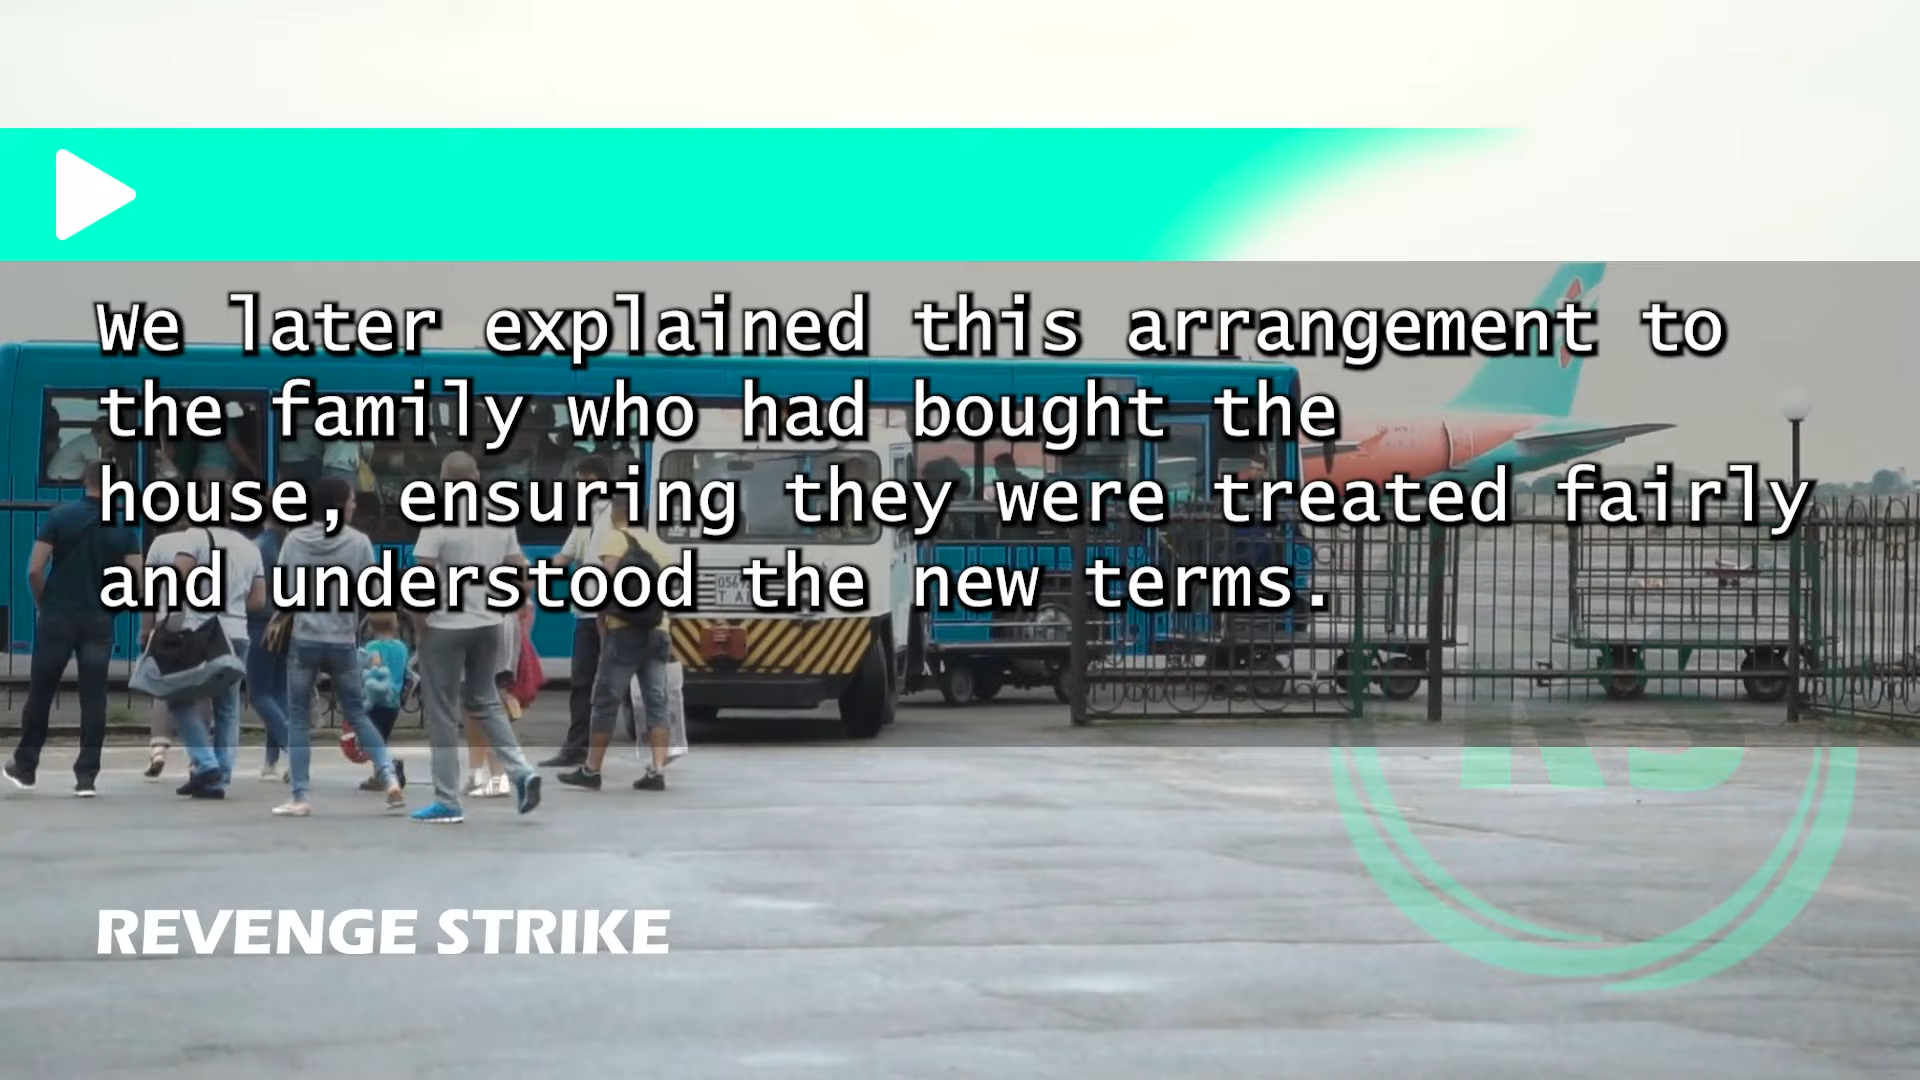 We later explained this arrangement to
the family who had bought the
house, ensuring they were treated fairly
and understood the new terms.
REVENGE STRIKE